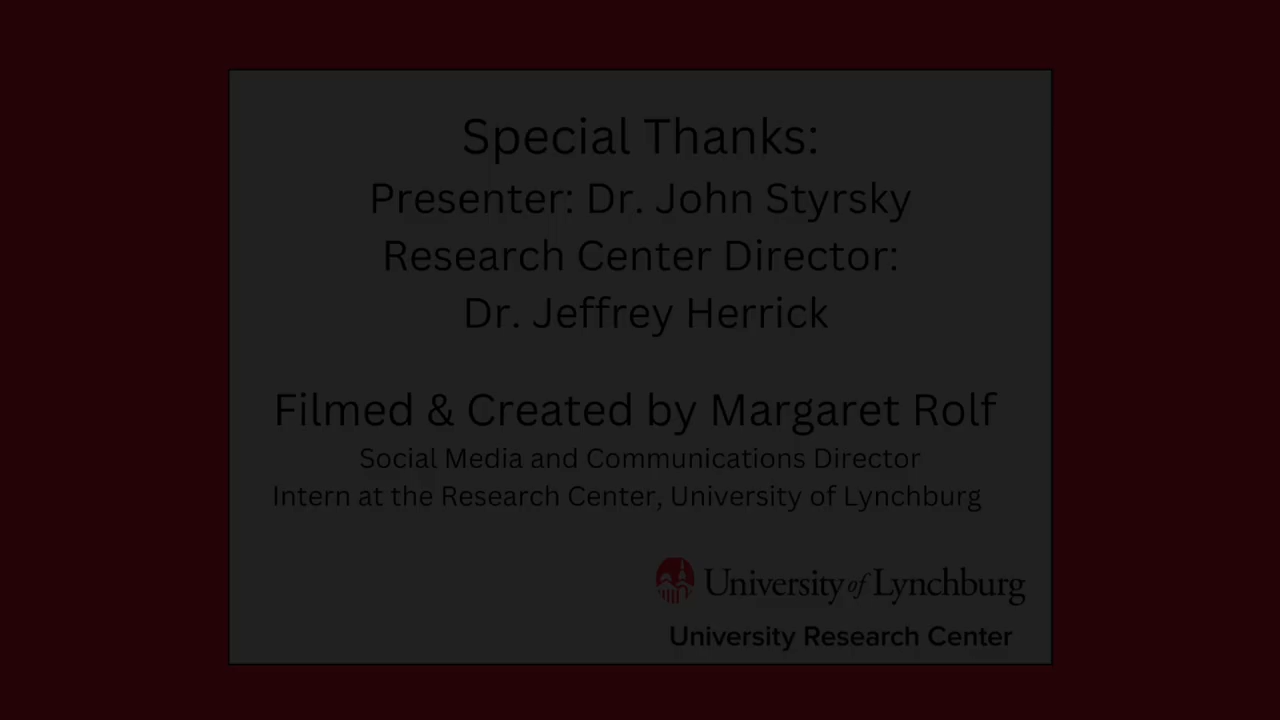 Special Thanks:
Presenter: Dr. John Styrsky
Research Center Director:
Dr. Jeffrey Herrick
Filmed & Created by Margaret Rolf
Social Media and Communications Director
Intern at the Research Center, University of Lynchburg
University of Lynchburg
University Research Center